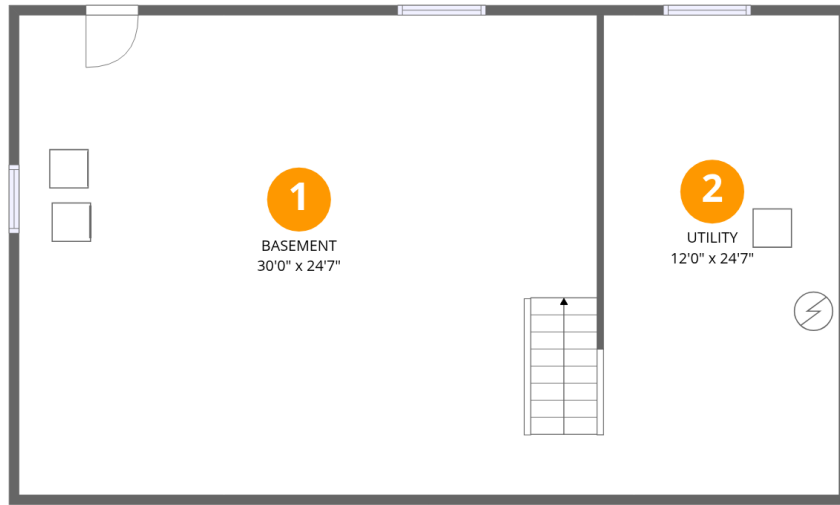 1
BASEMENT
30'0" x 24'7"
2
UTILITY
12'0" x 24'7"